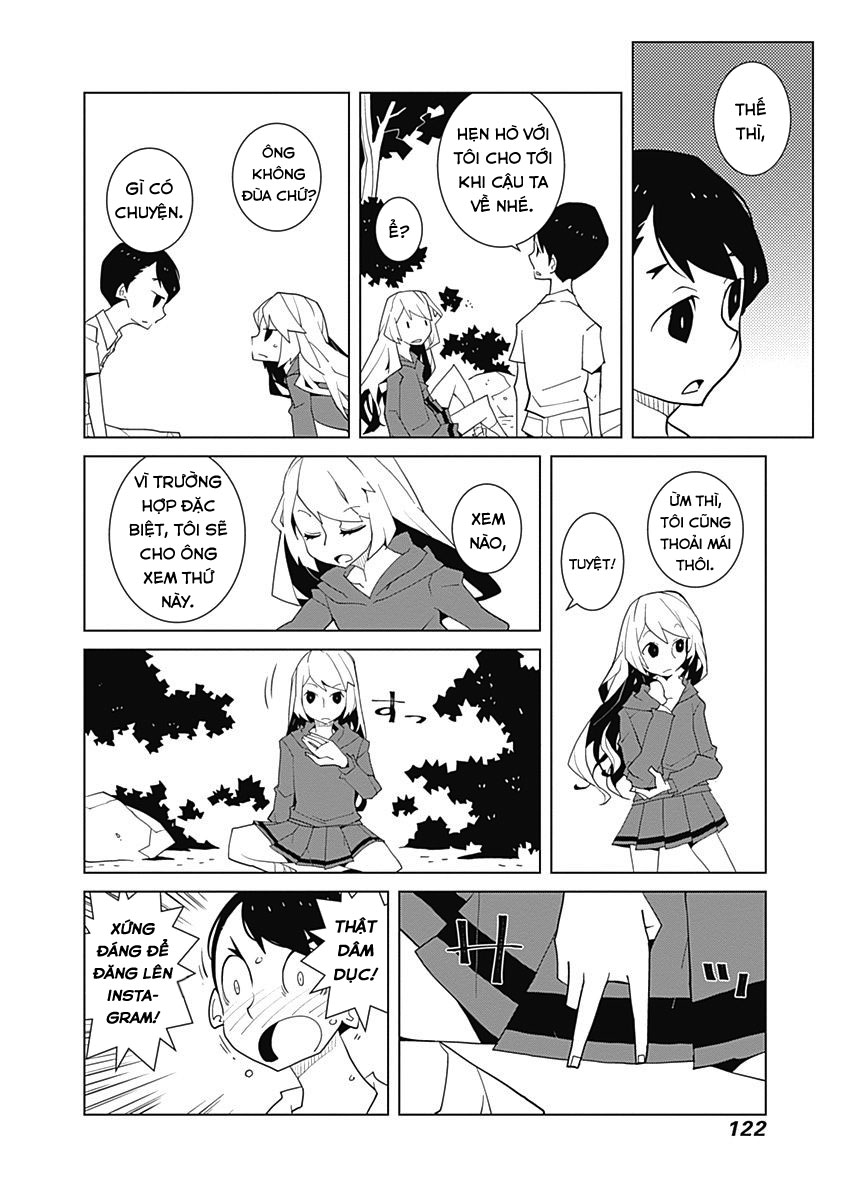 THẾ
THÌ,
HẸN HÒ VỚI
TÔI CHO TỚI
KHI CẬU TA
VỀ NHÉ.
Ể?
ÔNG
KHÔNG
ĐÙA CHỨ?
GÌ CÓ
CHUYỆN.
ỪM THÌ,
TÔI CŨNG
THOẢI MÁI
THÔI.
TUYỆT!
XEM
NÀO,
VÌ TRƯỜNG
HỢP ĐẶC
BIỆT, TÔI SẼ
CHO ÔNG
XEM THỨ
NÀY.
すっ
THẬT
DÂM
DỤC!
XỨNG
ĐÁNG ĐỂ
ĐĂNG LÊN
INSTA-
GRAM!
122